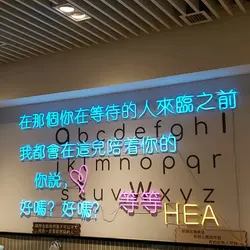 在那個你在等待的人來臨之前
我都會在這兒陪着你的
你說
好嗎? 好嗎? 等等 HEA
a b c d e f g h
i j k l m n o p q r
s u v w x y z